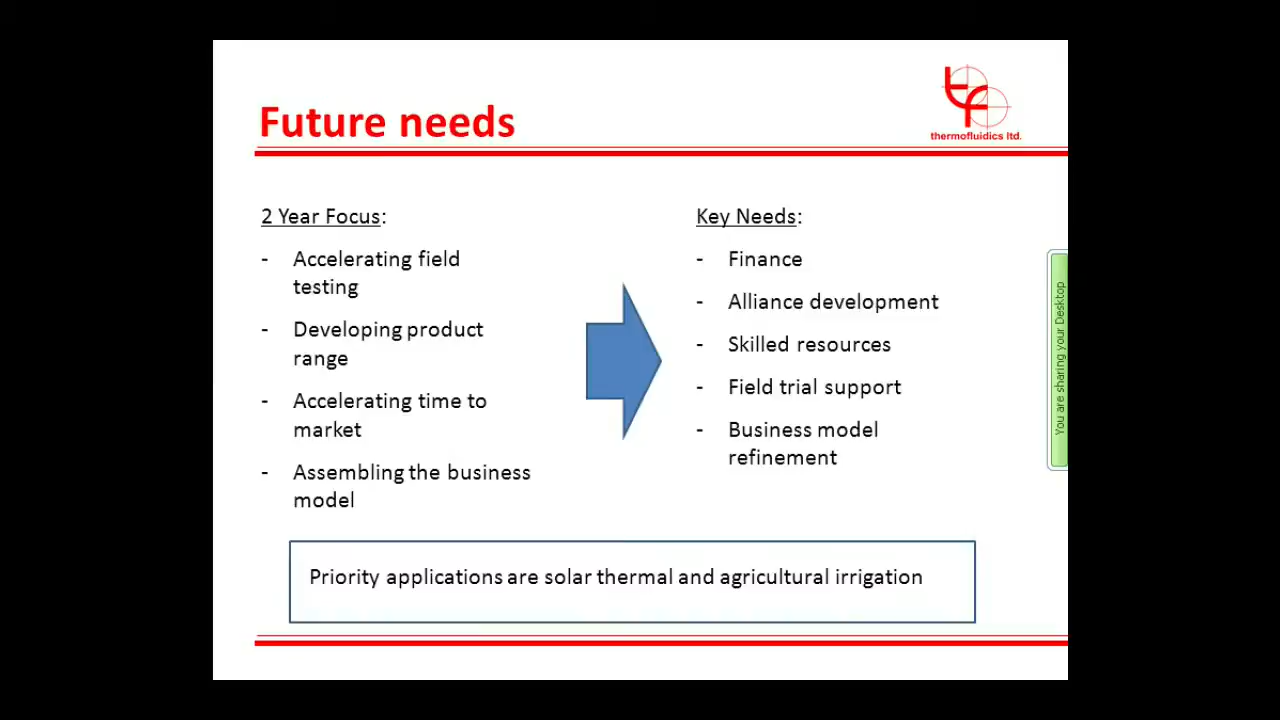 Future needs
thermofluidics ltd.
2 Year Focus:
- Accelerating field
testing
- Developing product
range
- Accelerating time to
market
- Assembling the business
model
Key Needs:
- Finance
- Alliance development
- Skilled resources
- Field trial support
- Business model
refinement
You are sharing your Desktop
Priority applications are solar thermal and agricultural irrigation